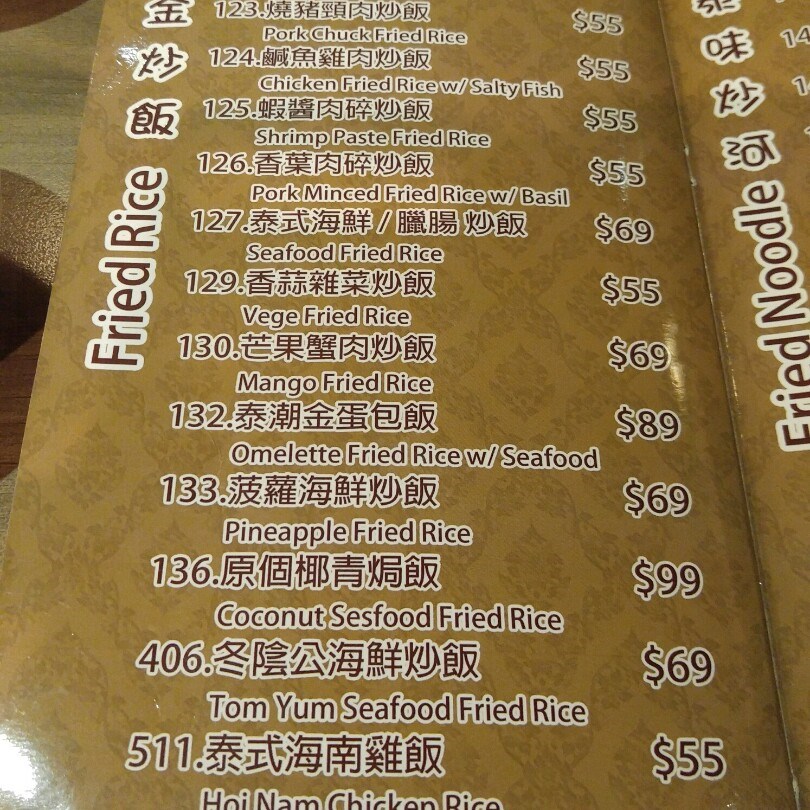 金炒飯
Fried Rice
123.燒豬頸肉炒飯 $55
Pork Chuck Fried Rice
124.鹹魚雞肉炒飯 $55
Chicken Fried Rice w/ Salty Fish
125.蝦醬肉碎炒飯 $55
Shrimp Paste Fried Rice
126.香葉肉碎炒飯 $55
Pork Minced Fried Rice w/ Basil
127.泰式海鮮 / 臘腸 炒飯 $69
Seafood Fried Rice
129.香蒜雜菜炒飯 $55
Vege Fried Rice
130.芒果蟹肉炒飯 $69
Mango Fried Rice
132.泰潮金蛋包飯 $89
Omelette Fried Rice w/ Seafood
133.菠蘿海鮮炒飯 $69
Pineapple Fried Rice
136.原個椰青焗飯 $99
Coconut Sesfood Fried Rice
406.冬陰公海鮮炒飯 $69
Tom Yum Seafood Fried Rice
511.泰式海南雞飯 $55
Hoi Nam Chicken Rice
Fried Noodle